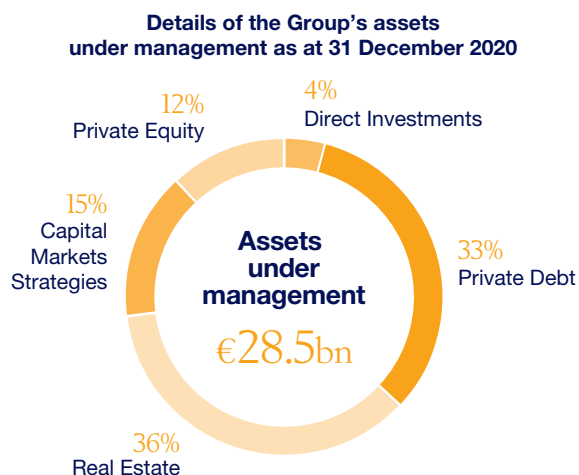 Details of the Group's assets
under management as at 31 December 2020
4%
Direct Investments
12%
Private Equity
15%
Capital
Markets
Strategies
33%
Private Debt
Assets
under
management
€28.5bn
36%
Real Estate